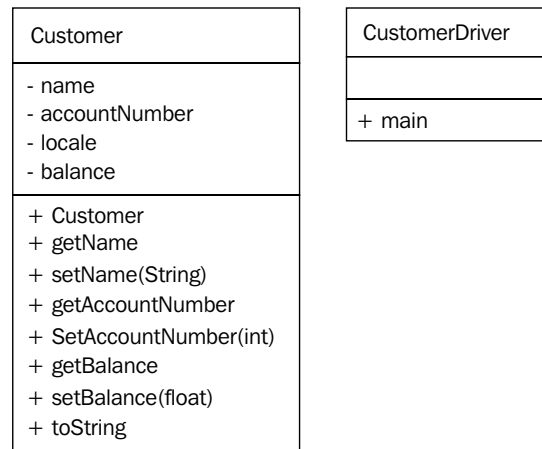 Customer
- name
- accountNumber
- locale
- balance
+ Customer
+ getName
+ setName(String)
+ getAccountNumber
+ SetAccountNumber(int)
+ getBalance
+ setBalance(float)
+ toString
CustomerDriver
+ main